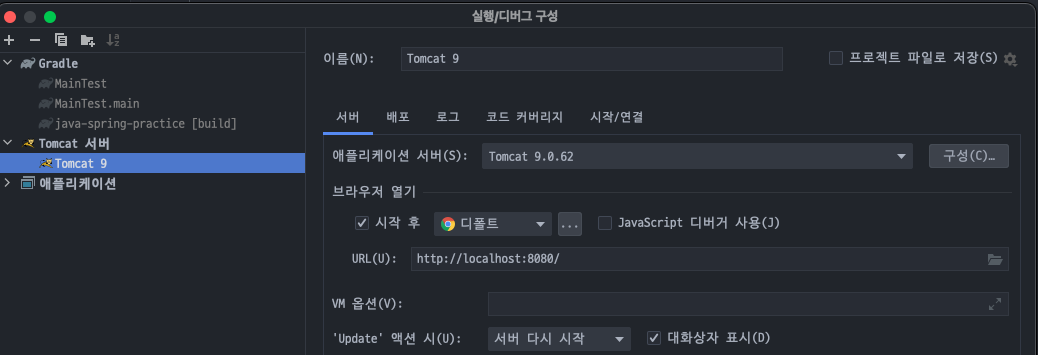 실행/디버그 구성
Gradle
MainTest
MainTest.main
java-spring-practice [build]
Tomcat 서버
Tomcat 9
애플리케이션
이름(N): Tomcat 9 프로젝트 파일로 저장(S)
서버 배포 로그 코드 커버리지 시작/연결
애플리케이션 서버(S): Tomcat 9.0.62 구성(C)...
브라우저 열기
시작 후 디폴트 ... JavaScript 디버거 사용(J)
URL(U): http://localhost:8080/
VM 옵션(V):
'Update' 액션 시(U): 서버 다시 시작 대화상자 표시(D)